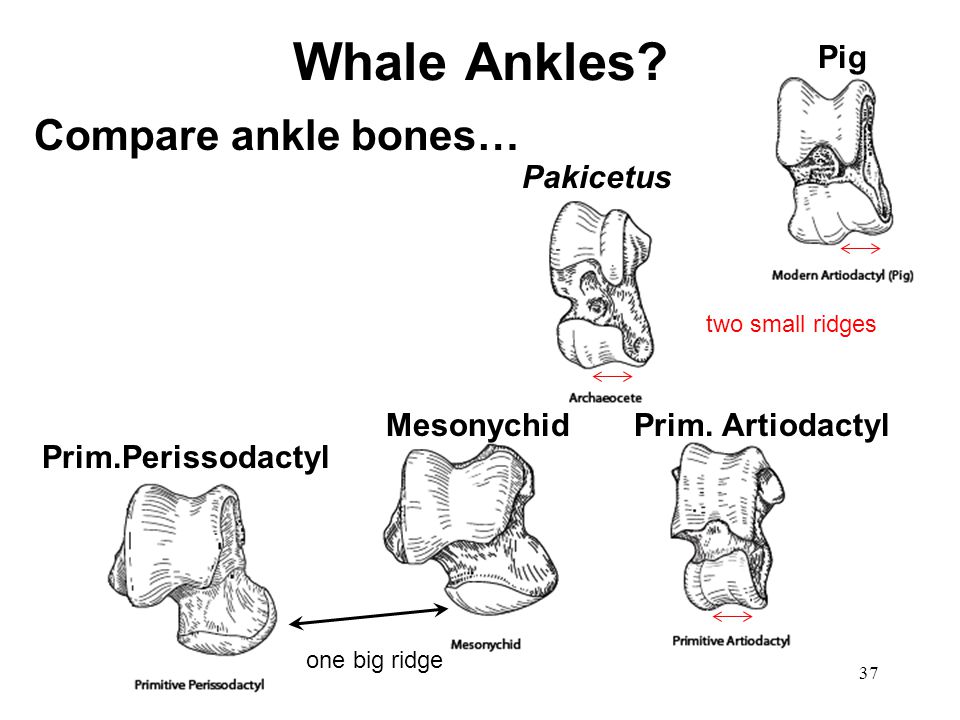 Whale Ankles?
Pig
Compare ankle bones…
Pakicetus
Modern Artiodactyl (Pig)
two small ridges
Archaeocete
Mesonychid
Prim. Artiodactyl
Prim.Perissodactyl
Primitive Artiodactyl
Mesonychid
one big ridge
Primitive Perissodactyl
37